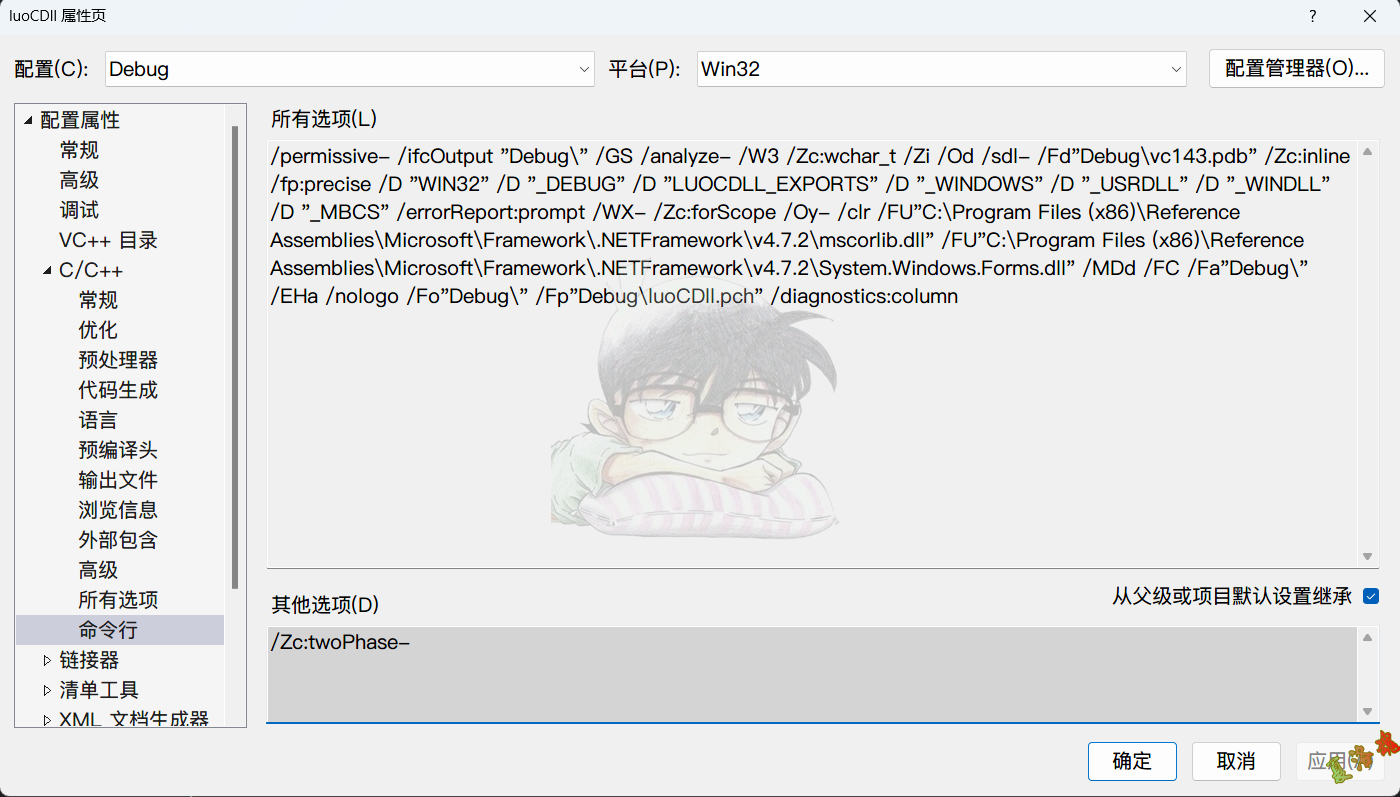 luoCDll 属性页
配置(C): Debug 平台(P): Win32 配置管理器(O)...
配置属性
常规
高级
调试
VC++ 目录
C/C++
常规
优化
预处理器
代码生成
语言
预编译头
输出文件
浏览信息
外部包含
高级
所有选项
命令行
链接器
清单工具
XML 文档生成器
所有选项(L)
/permissive- /ifcOutput "Debug\" /GS /analyze- /W3 /Zc:wchar_t /Zi /Od /sdl- /Fd"Debug\vc143.pdb" /Zc:inline
/fp:precise /D "WIN32" /D "_DEBUG" /D "LUOCDLL_EXPORTS" /D "_WINDOWS" /D "_USRDLL" /D "_WINDLL"
/D "_MBCS" /errorReport:prompt /WX- /Zc:forScope /Oy- /clr /FU"C:\Program Files (x86)\Reference
Assemblies\Microsoft\Framework\.NETFramework\v4.7.2\mscorlib.dll" /FU"C:\Program Files (x86)\Reference
Assemblies\Microsoft\Framework\.NETFramework\v4.7.2\System.Windows.Forms.dll" /MDd /FC /Fa"Debug\"
/EHa /nologo /Fo"Debug\" /Fp"Debug\luoCDll.pch" /diagnostics:column
其他选项(D)
从父级或项目默认设置继承
/Zc:twoPhase-
确定 取消 应用